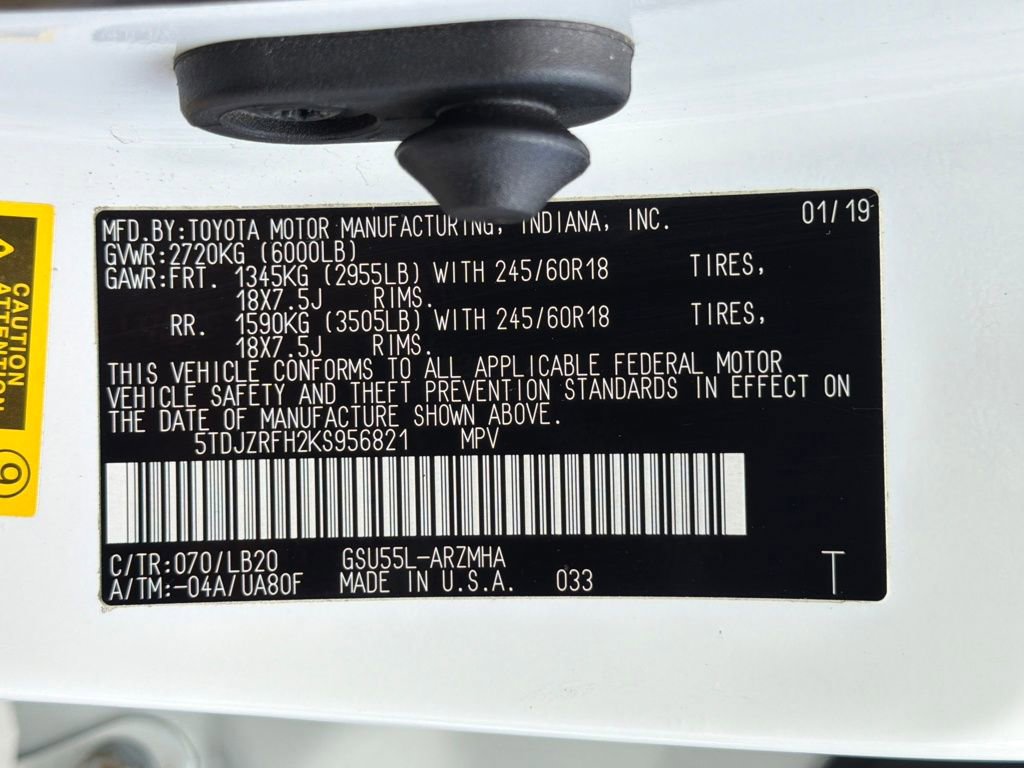 MFD.BY:TOYOTA MOTOR MANUFACTURING, INDIANA, INC. 01/19
GVWR:2720KG (6000LB)
GAWR:FRT. 1345KG (2955LB) WITH 245/60R18 TIRES,
18X7.5J RIMS.
RR. 1590KG (3505LB) WITH 245/60R18 TIRES,
18X7.5J RIMS.
THIS VEHICLE CONFORMS TO ALL APPLICABLE FEDERAL MOTOR
VEHICLE SAFETY AND THEFT PREVENTION STANDARDS IN EFFECT ON
THE DATE OF MANUFACTURE SHOWN ABOVE.
5TDJZRFH2KS956821 MPV
C/TR:070/LB20 GSU55L-ARZMHA
A/TM:-04A/UA80F MADE IN U.S.A. 033 T
CAUTION
ATTENTION
9